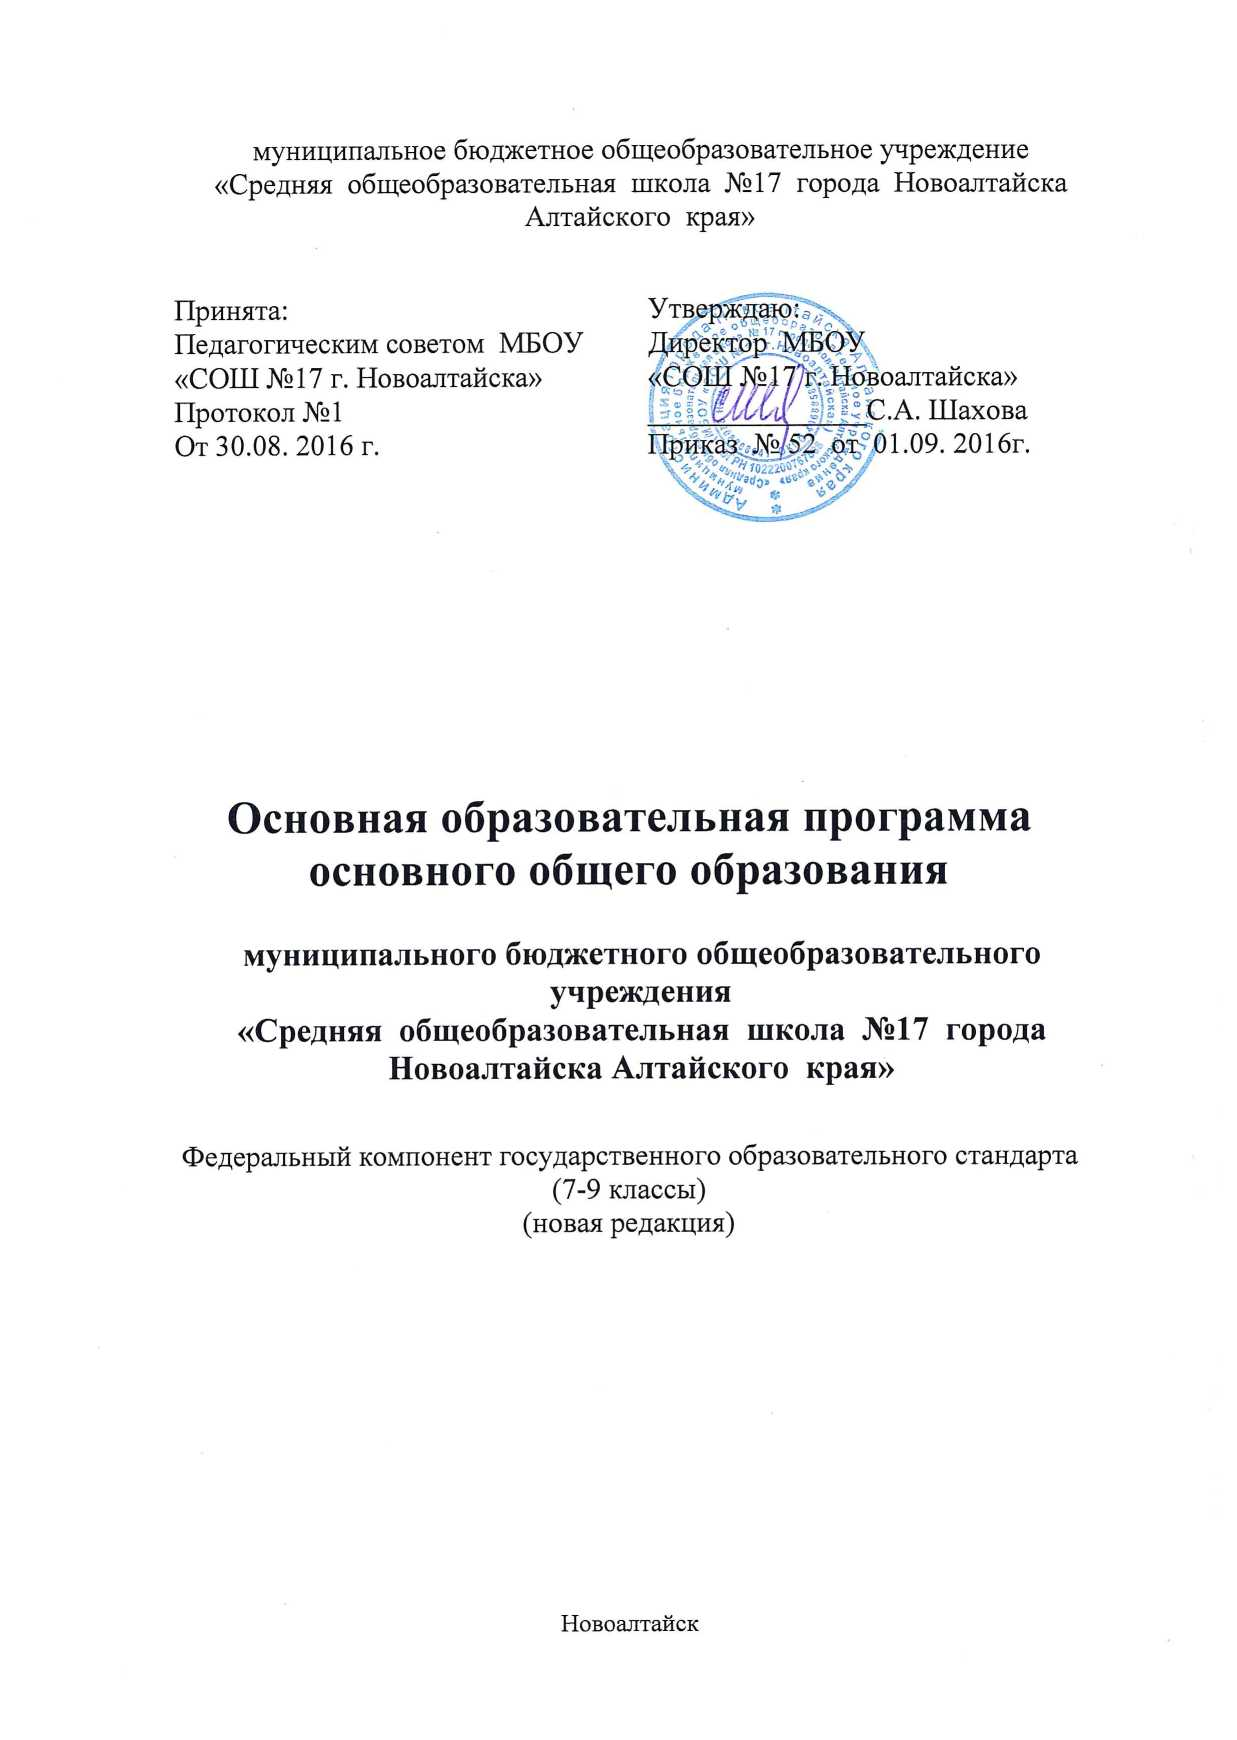 муниципальное бюджетное общеобразовательное учреждение
«Средняя общеобразовательная школа №17 города Новоалтайска
Алтайского края»
Принята:
Педагогическим советом МБОУ
«СОШ №17 г. Новоалтайска»
Протокол №1
От 30.08. 2016 г.
Утверждаю:
Директор МБОУ
«СОШ №17 г. Новоалтайска»
С.А. Шахова
Приказ № 52 от 01.09. 2016г.
Основная образовательная программа
основного общего образования
муниципального бюджетного общеобразовательного
учреждения
«Средняя общеобразовательная школа №17 города
Новоалтайска Алтайского края»
Федеральный компонент государственного образовательного стандарта
(7-9 классы)
(новая редакция)
Новоалтайск